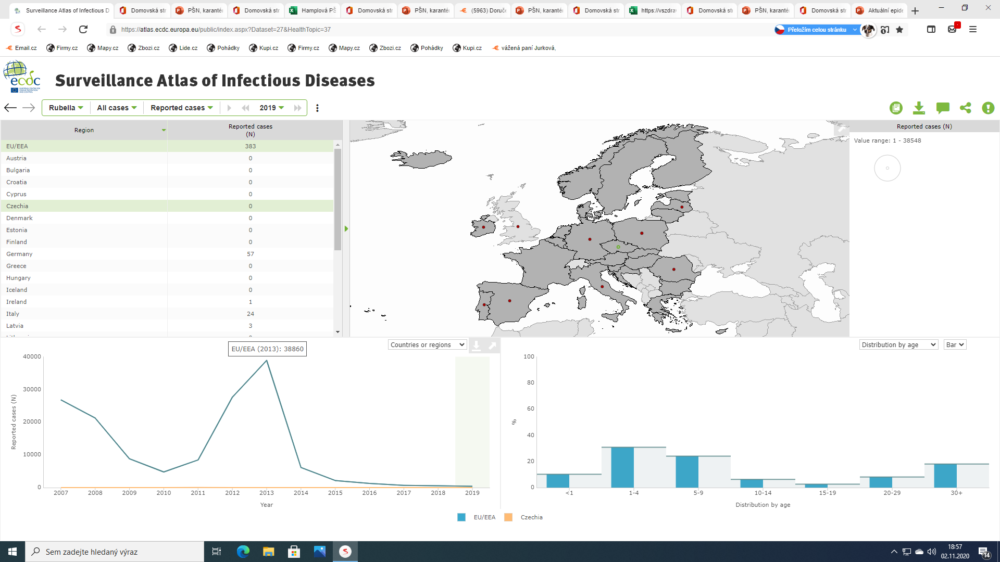 Surveillance Atlas of Infectious D
Domovská str
PŠN, karanté
Domovská str
Hamplová PŠ
Domovská str
PŠN, karanté
(5963) Doruče
PŠN, karanté
Domovská str
https://vszdrav
Domovská str
PŠN, karanté
Domovská str
Aktuální epide
https://atlas.ecdc.europa.eu/public/index.aspx?Dataset=27&HealthTopic=37
Přeložím celou stránku
Email.cz
Firmy.cz
Mapy.cz
Zbozi.cz
Lide.cz
Pohádky
Kupi.cz
Firmy.cz
Mapy.cz
Zbozi.cz
Pohádky
Kupi.cz
vážená paní Jurková,
ecdc
Surveillance Atlas of Infectious Diseases
Rubella
All cases
Reported cases
2019
Region
Reported cases
(N)
EU/EEA 383
Austria 0
Bulgaria 0
Croatia 0
Cyprus 0
Czechia 0
Denmark 0
Estonia 0
Finland 0
Germany 57
Greece 0
Hungary 0
Iceland 0
Ireland 1
Italy 24
Latvia 3
Reported cases (N)
Value range: 1 - 38548
EU/EEA (2013): 38860
Countries or regions
40000
30000
20000
10000
0
Reported cases (N)
2007 2008 2009 2010 2011 2012 2013 2014 2015 2016 2017 2018 2019
Year
Distribution by age
Bar
100
80
60
40
20
0
%
<1 1-4 5-9 10-14 15-19 20-29 30+
Distribution by age
EU/EEA
Czechia
Sem zadejte hledaný výraz
18:57
02.11.2020
14